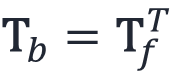 T_b = T_f^T